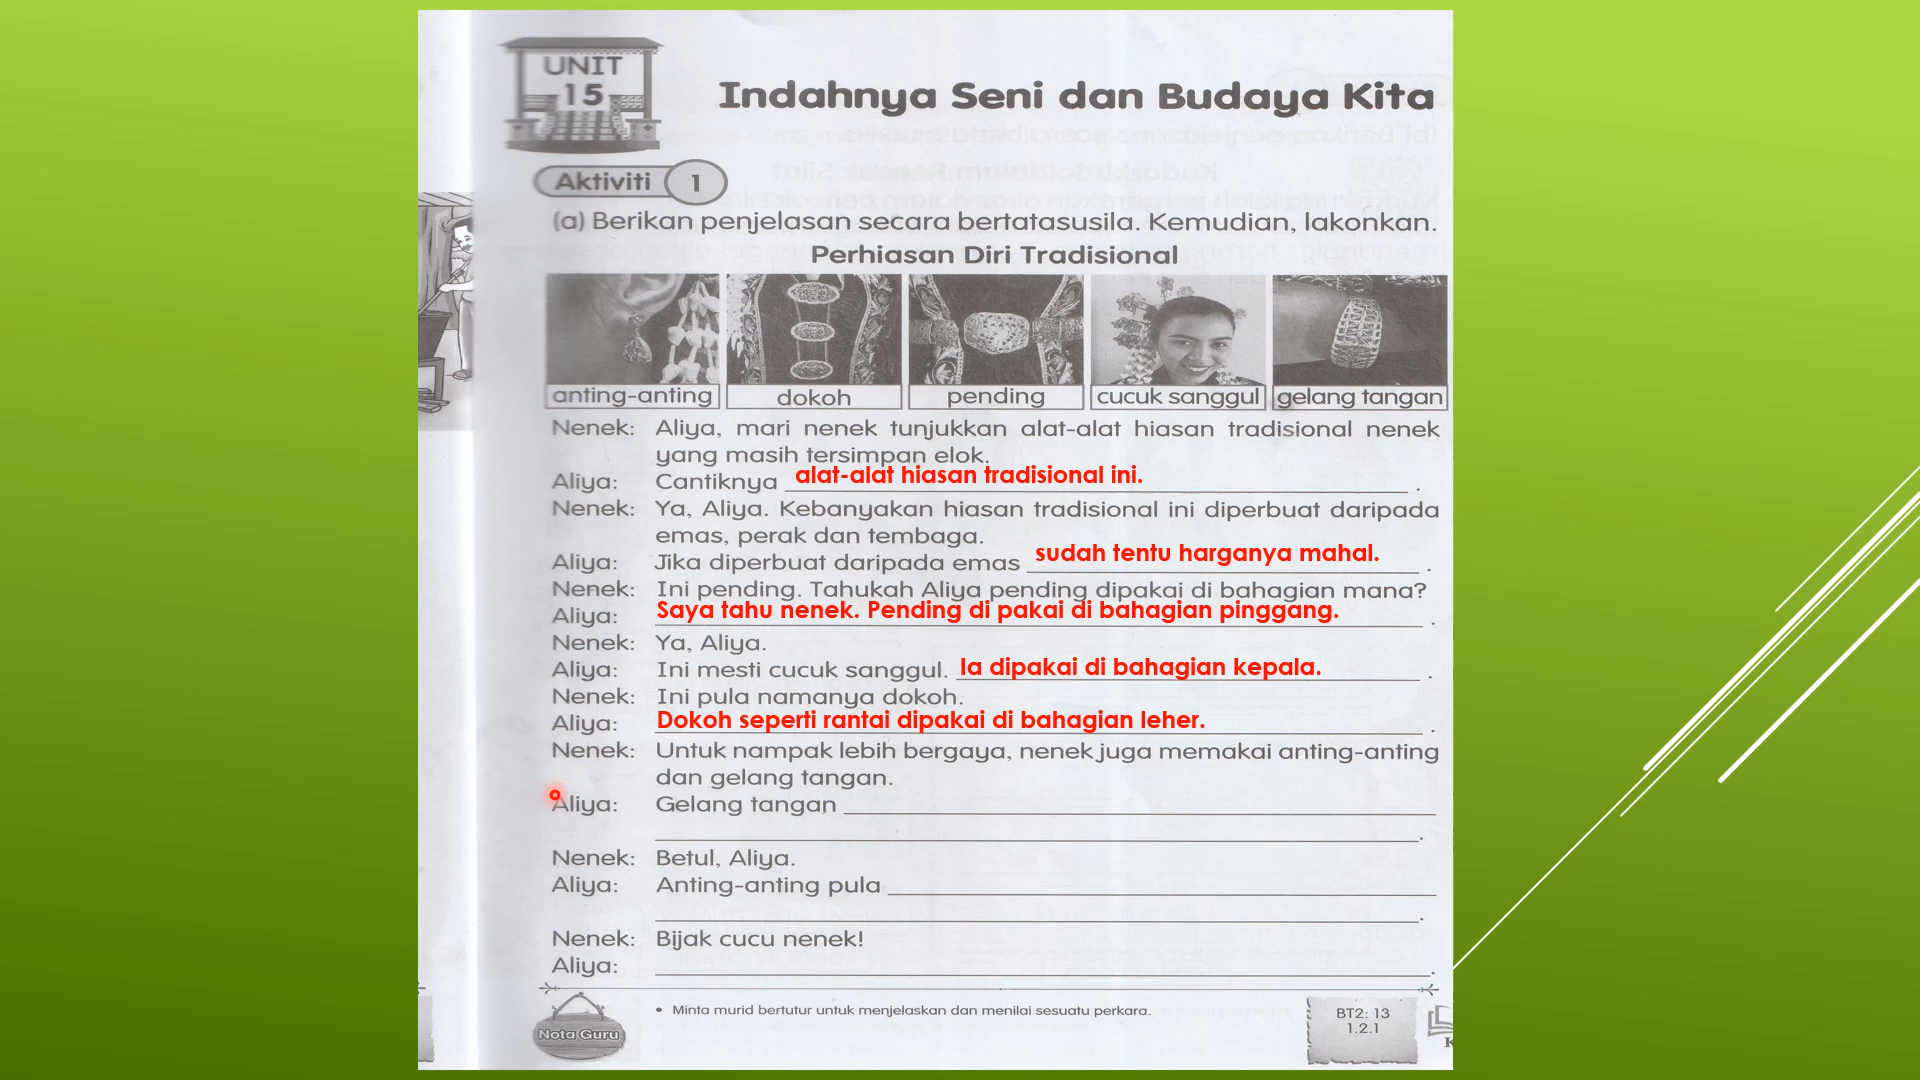 UNIT
15
Indahnya Seni dan Budaya Kita
Aktiviti 1
(a) Berikan penjelasan secara bertatasusila. Kemudian, lakonkan.
Perhiasan Diri Tradisional
anting-anting dokoh pending cucuk sanggul gelang tangan
Nenek: Aliya, mari nenek tunjukkan alat-alat hiasan tradisional nenek
yang masih tersimpan elok.
Aliya: Cantiknya alat-alat hiasan tradisional ini. .
Nenek: Ya, Aliya. Kebanyakan hiasan tradisional ini diperbuat daripada
emas, perak dan tembaga.
Aliya: Jika diperbuat daripada emas sudah tentu harganya mahal. .
Nenek: Ini pending. Tahukah Aliya pending dipakai di bahagian mana?
Aliya: Saya tahu nenek. Pending di pakai di bahagian pinggang. .
Nenek: Ya, Aliya.
Aliya: Ini mesti cucuk sanggul. Ia dipakai di bahagian kepala. .
Nenek: Ini pula namanya dokoh.
Aliya: Dokoh seperti rantai dipakai di bahagian leher. .
Nenek: Untuk nampak lebih bergaya, nenek juga memakai anting-anting
dan gelang tangan.
Aliya: Gelang tangan
.
Nenek: Betul, Aliya.
Aliya: Anting-anting pula
.
Nenek: Bijak cucu nenek!
Aliya: .
Nota Guru
• Minta murid bertutur untuk menjelaskan dan menilai sesuatu perkara.
BT2: 13
1.2.1